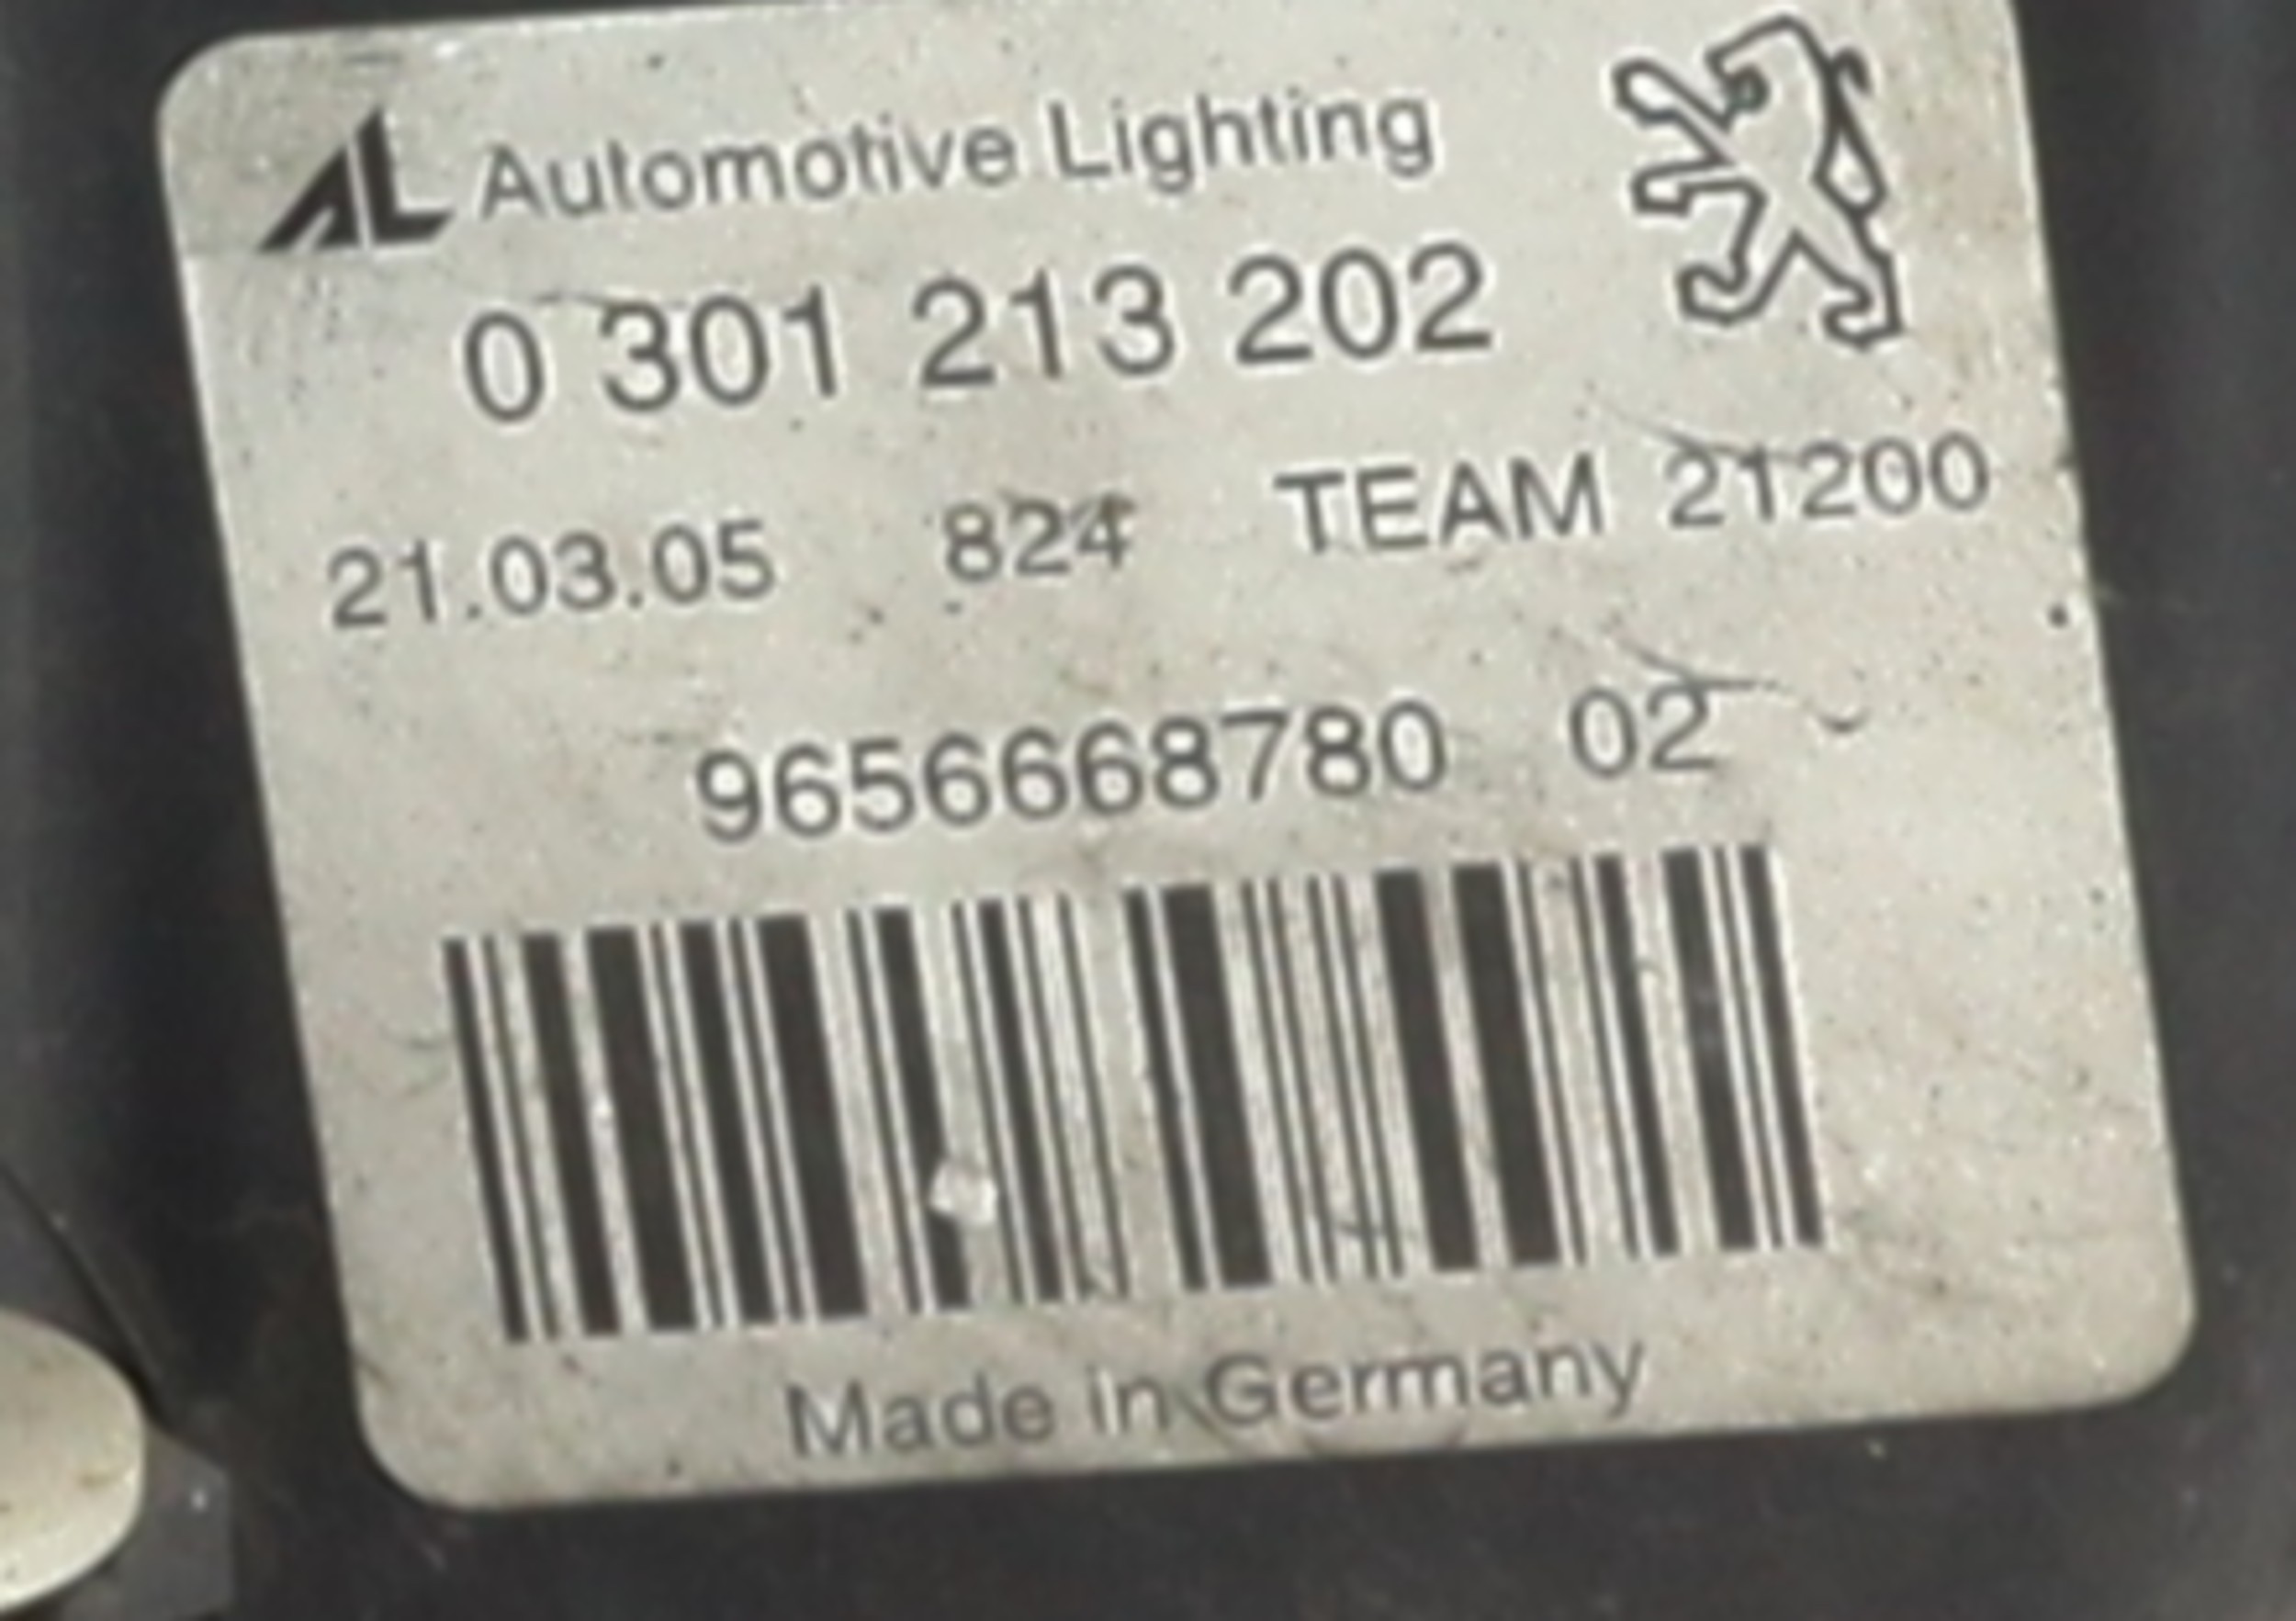 AL Automotive Lighting
0 301 213 202
21.03.05 824 TEAM 21200
9656668780 02
Made in Germany